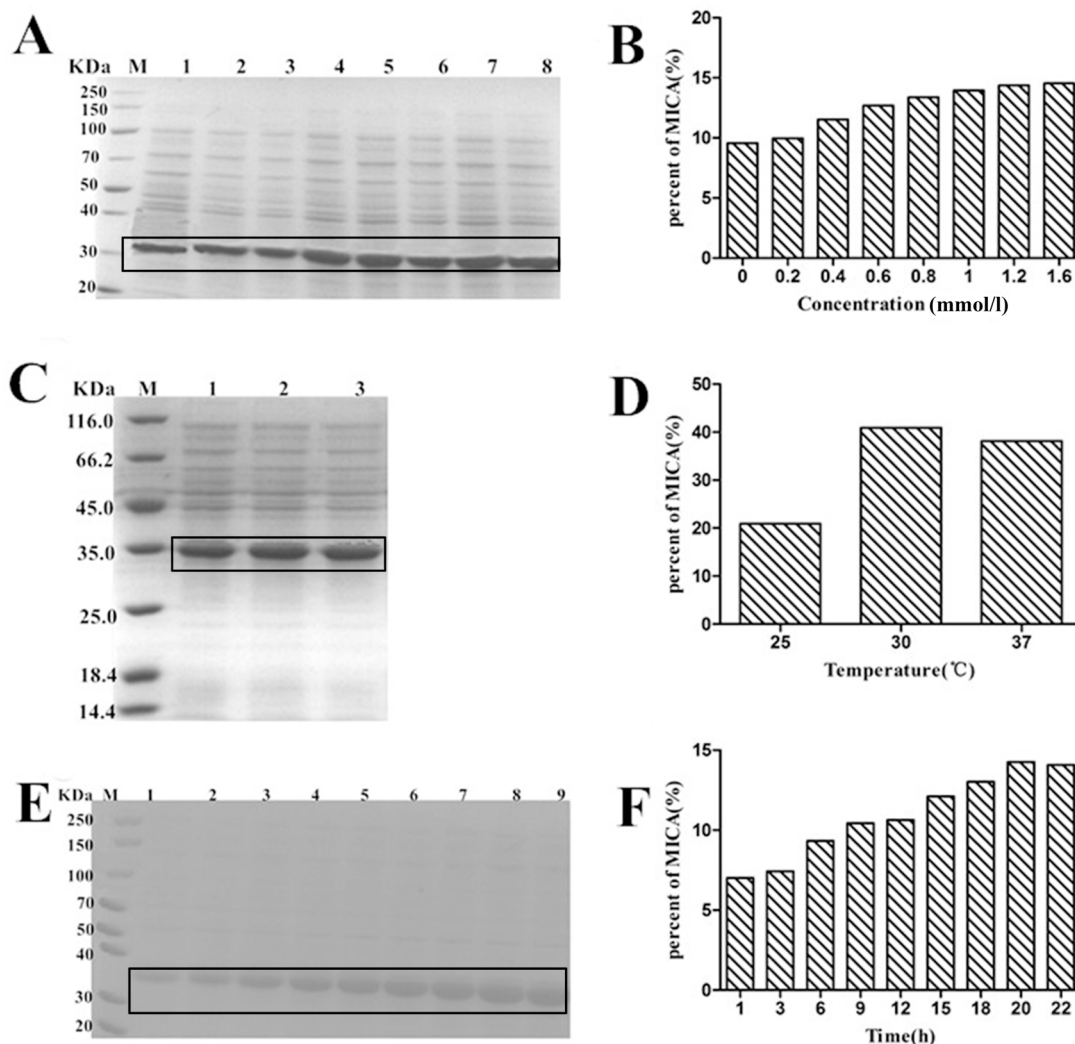 A
KDa M 1 2 3 4 5 6 7 8
250
150
100
70
50
40
30
20
B
percent of MICA(%)
20
15
10
5
0
0 0.2 0.4 0.6 0.8 1 1.2 1.6
Concentration (mmol/l)
C
KDa M 1 2 3
116.0
66.2
45.0
35.0
25.0
18.4
14.4
D
percent of MICA(%)
50
40
30
20
10
0
25 30 37
Temperature(℃)
E
KDa M 1 2 3 4 5 6 7 8 9
250
150
100
70
50
40
30
20
F
percent of MICA(%)
15
10
5
0
1 3 6 9 12 15 18 20 22
Time(h)